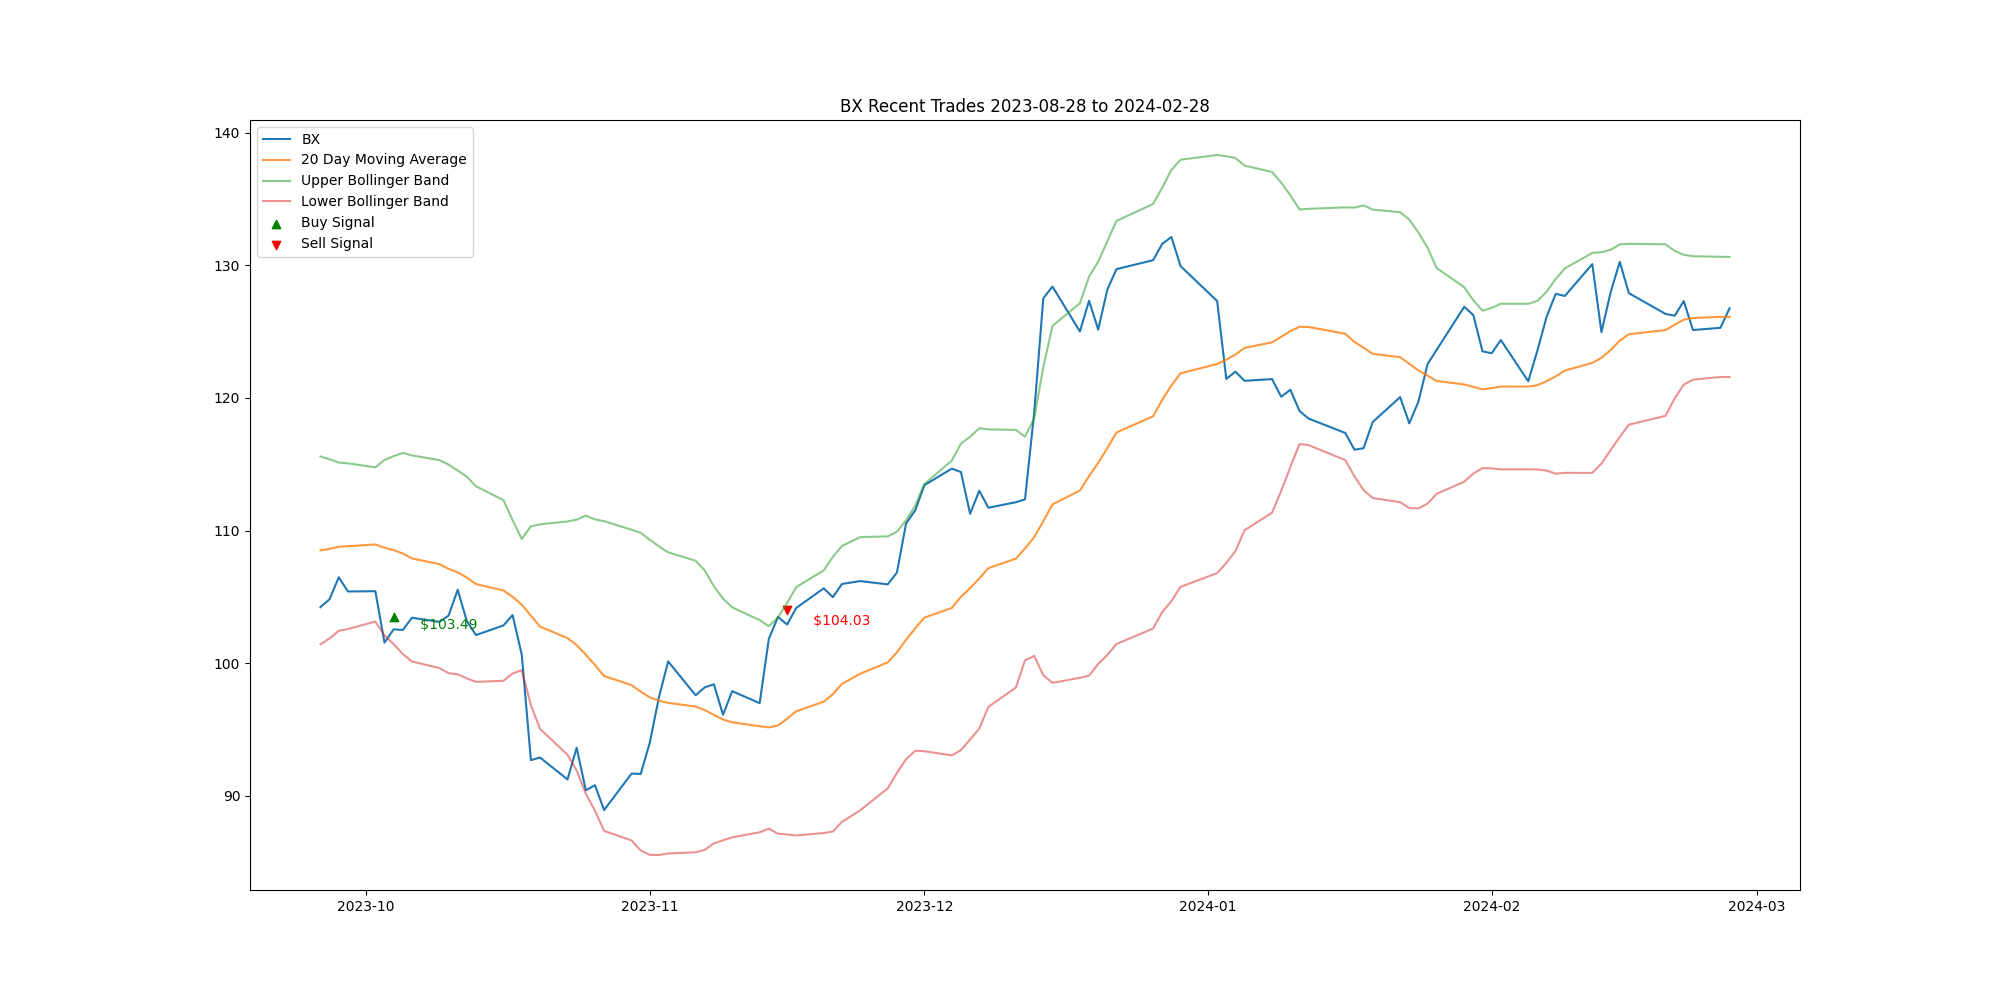 BX Recent Trades 2023-08-28 to 2024-02-28
140
130
120
110
100
90
BX
20 Day Moving Average
Upper Bollinger Band
Lower Bollinger Band
Buy Signal
Sell Signal
$103.49
$104.03
2023-10
2023-11
2023-12
2024-01
2024-02
2024-03